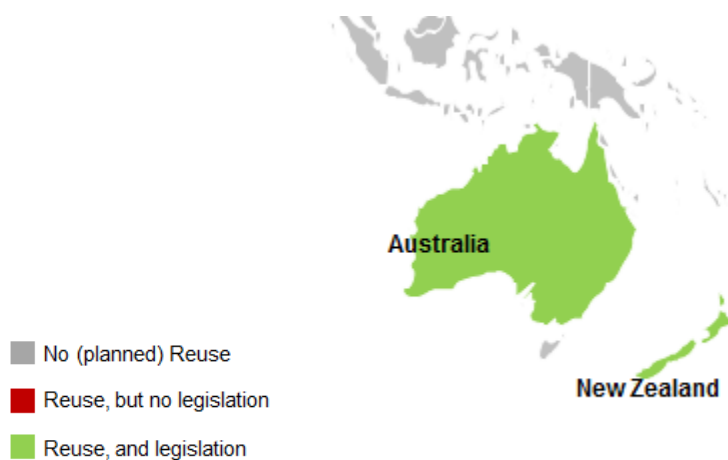 Australia
No (planned) Reuse
New Zealand
Reuse, but no legislation
Reuse, and legislation